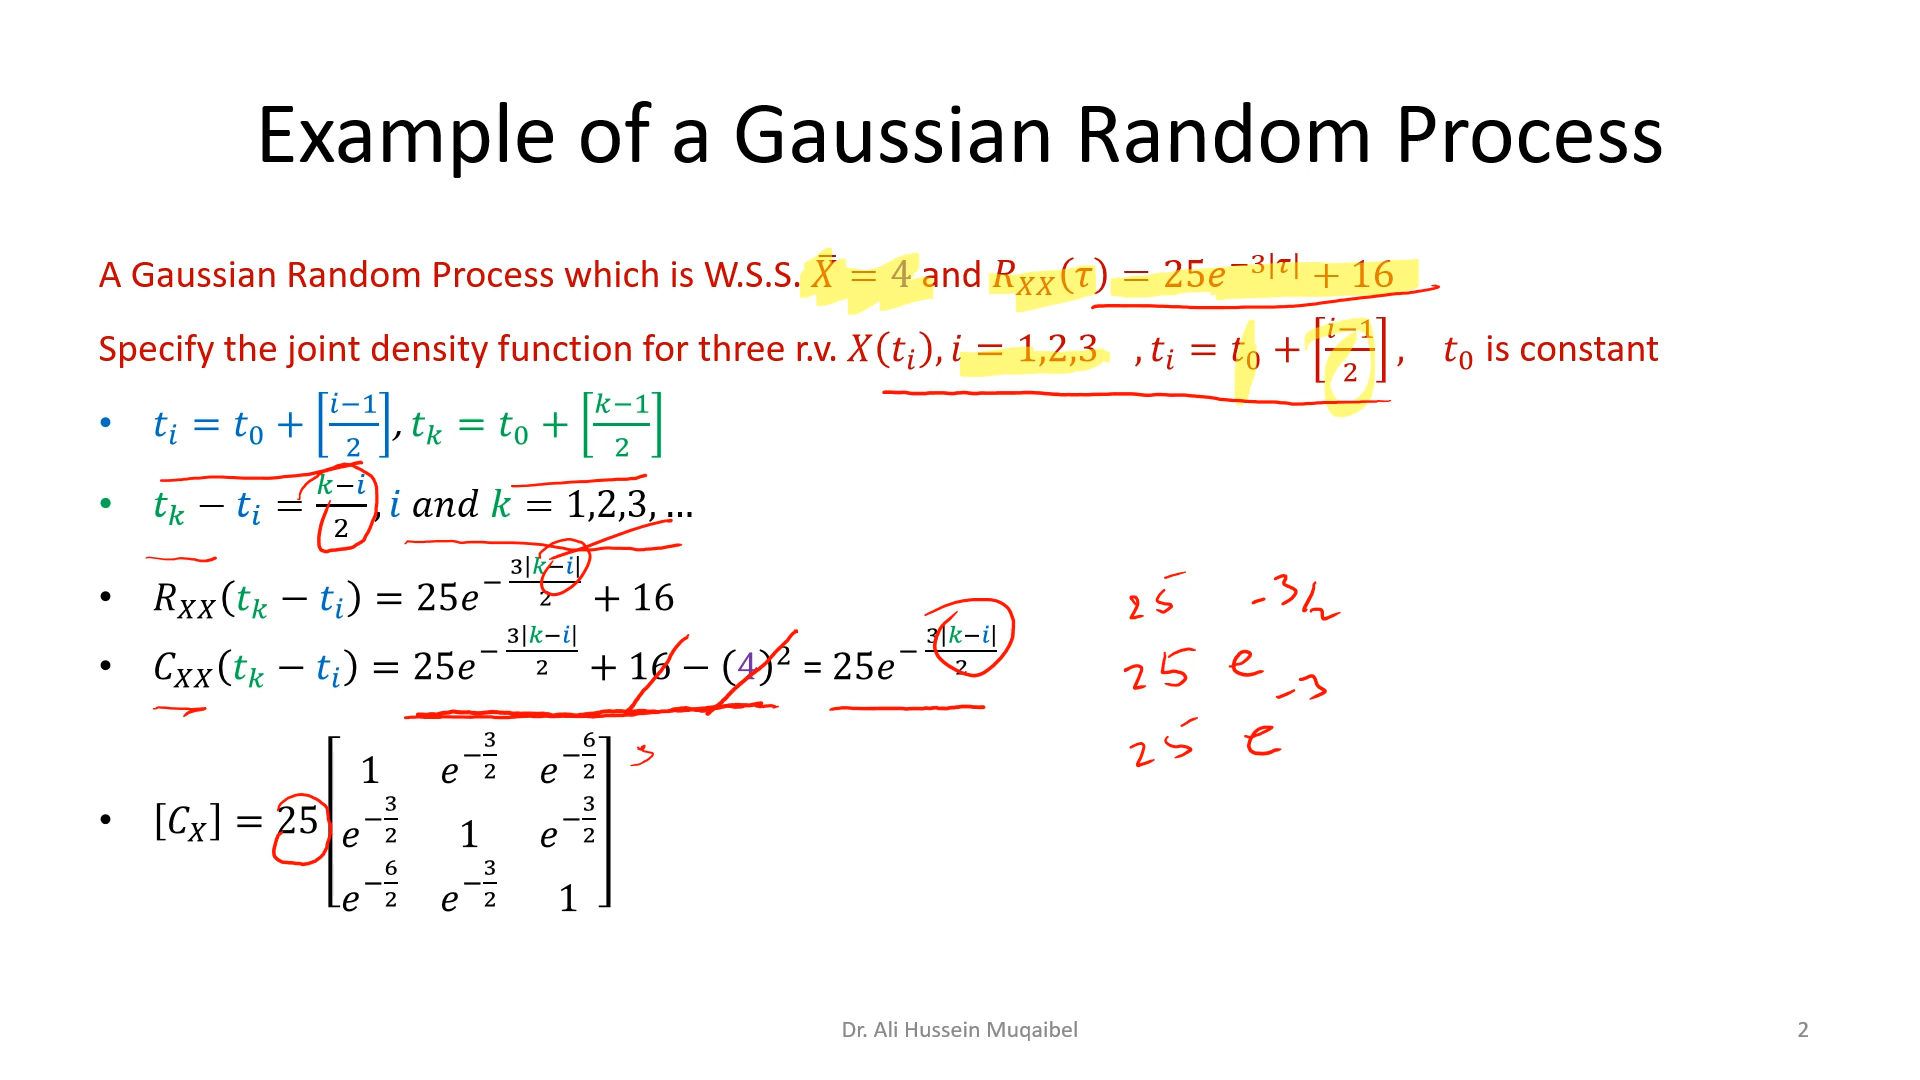 Example of a Gaussian Random Process
A Gaussian Random Process which is W.S.S. X̿ = 4 and R_XX(τ) = 25e^{−3|τ|} + 16
Specify the joint density function for three r.v. X(t_i), i = 1,2,3 , t_i = t_0 + [(i−1)/2], t_0 is constant
• t_i = t_0 + [(i−1)/2], t_k = t_0 + [(k−1)/2]
• t_k − t_i = (k−i)/2, i and k = 1,2,3, …
• R_XX(t_k − t_i) = 25e^{−3|k−i|/2} + 16
• C_XX(t_k − t_i) = 25e^{−3|k−i|/2} + 16 − (4)² = 25e^{−3|k−i|/2}
• [C_X] = 25 [1 e^{−3/2} e^{−6/2}
e^{−3/2} 1 e^{−3/2}
e^{−6/2} e^{−3/2} 1]
25
25 e^{-3/2}
25 e^{-3}
Dr. Ali Hussein Muqaibel
2